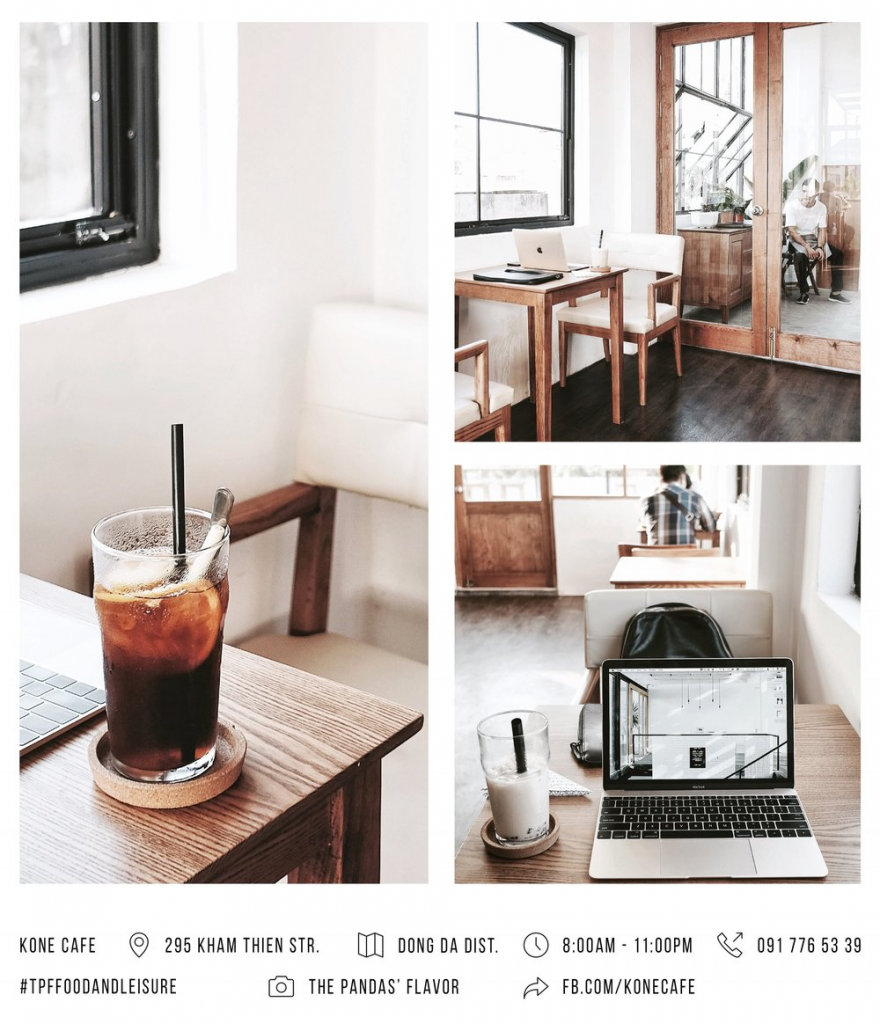 KONE CAFE 295 KHAM THIEN STR. DONG DA DIST. 8:00AM - 11:00PM 091 776 53 39
#TPFFOODANDLEISURE THE PANDAS' FLAVOR FB.COM/KONECAFE